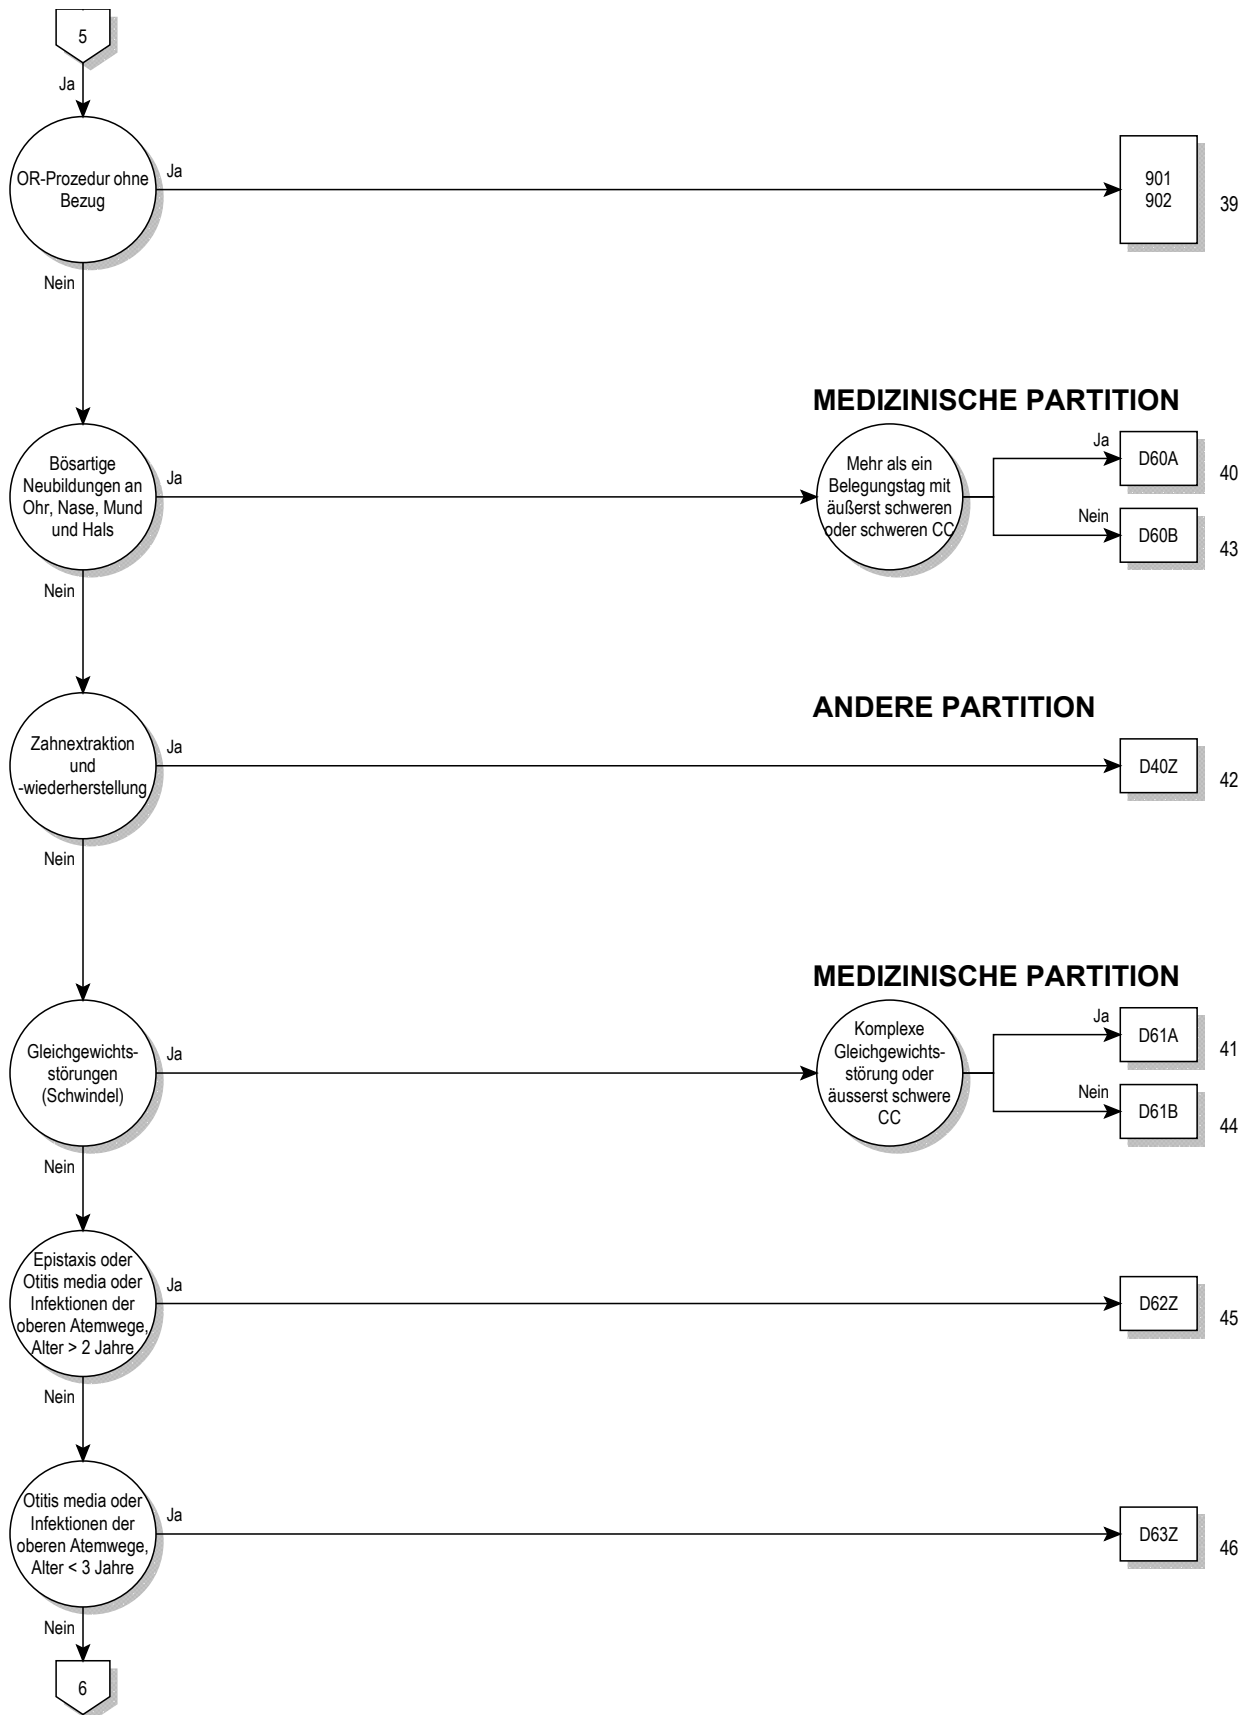 5
Ja
OR-Prozedur ohne
Bezug
Ja
901
902
39
Nein
MEDIZINISCHE PARTITION
Bösartige
Neubildungen an
Ohr, Nase, Mund
und Hals
Ja
Mehr als ein
Belegungstag mit
äußerst schweren
oder schweren CC
Ja
D60A
40
Nein
D60B
43
Nein
ANDERE PARTITION
Zahnextraktion
und
-wiederherstellung
Ja
D40Z
42
Nein
MEDIZINISCHE PARTITION
Gleichgewichts-
störungen
(Schwindel)
Ja
Komplexe
Gleichgewichts-
störung oder
äusserst schwere
CC
Ja
D61A
41
Nein
D61B
44
Nein
Epistaxis oder
Otitis media oder
Infektionen der
oberen Atemwege,
Alter > 2 Jahre
Ja
D62Z
45
Nein
Otitis media oder
Infektionen der
oberen Atemwege,
Alter < 3 Jahre
Ja
D63Z
46
Nein
6